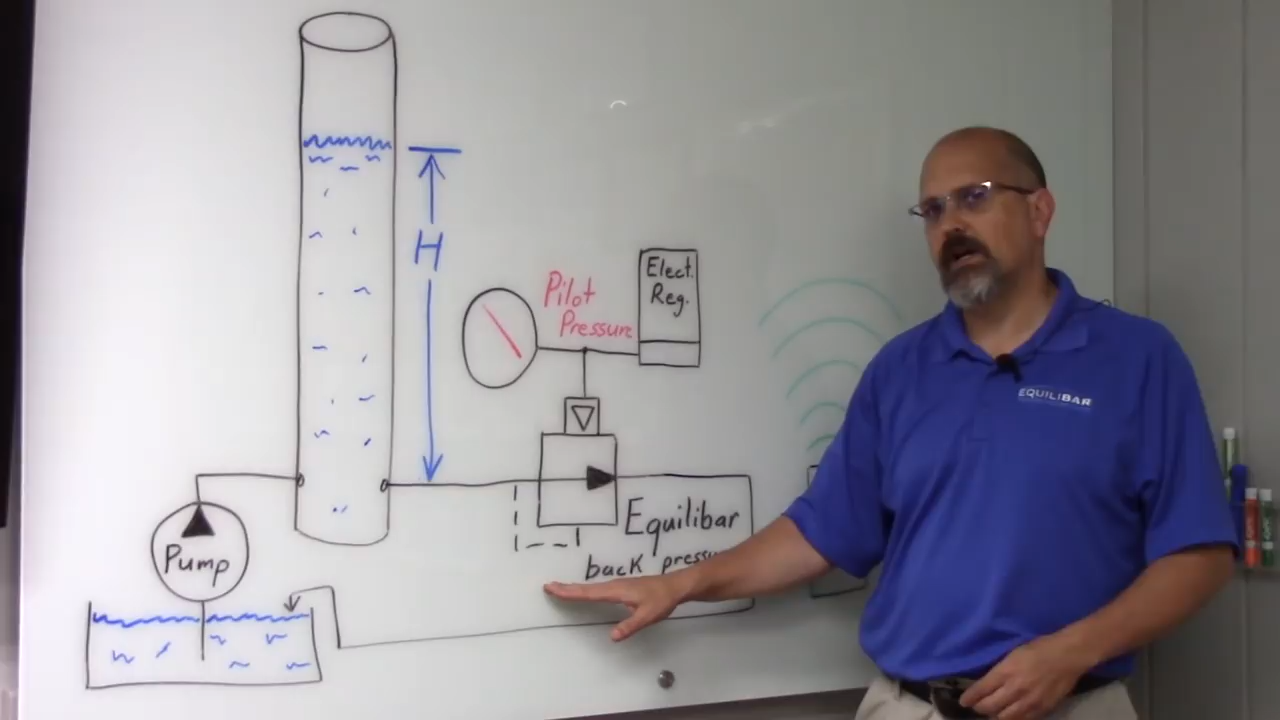 H
Pilot
Pressure
Elect.
Reg.
EQUILIBAR
Equilibar
back
Pump